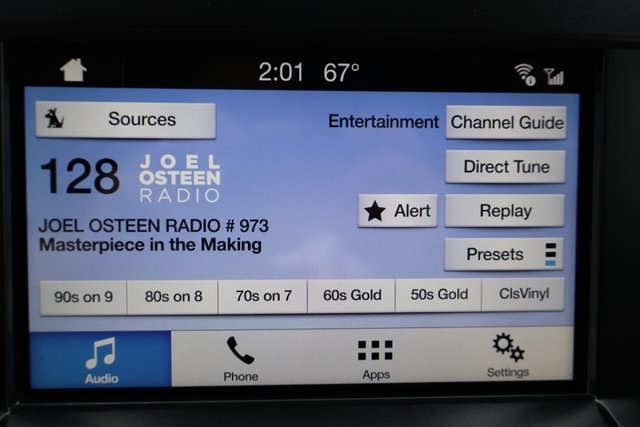 2:01 67°
Sources
Entertainment
Channel Guide
128
JOEL
OSTEEN
RADIO
Direct Tune
JOEL OSTEEN RADIO # 973
Masterpiece in the Making
Alert
Replay
Presets
90s on 9
80s on 8
70s on 7
60s Gold
50s Gold
ClsVinyl
Audio
Phone
Apps
Settings